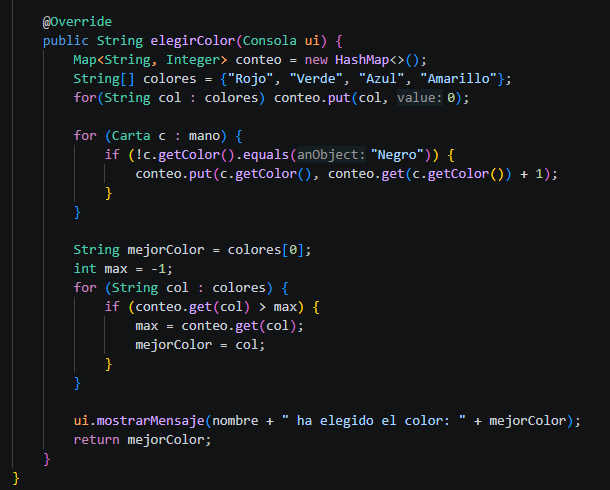 @Override
public String elegirColor(Consola ui) {
Map<String, Integer> conteo = new HashMap<>();
String[] colores = {"Rojo", "Verde", "Azul", "Amarillo"};
for(String col : colores) conteo.put(col, value: 0);
for (Carta c : mano) {
if (!c.getColor().equals(anObject: "Negro")) {
conteo.put(c.getColor(), conteo.get(c.getColor()) + 1);
}
}
String mejorColor = colores[0];
int max = -1;
for (String col : colores) {
if (conteo.get(col) > max) {
max = conteo.get(col);
mejorColor = col;
}
}
ui.mostrarMensaje(nombre + " ha elegido el color: " + mejorColor);
return mejorColor;
}
}